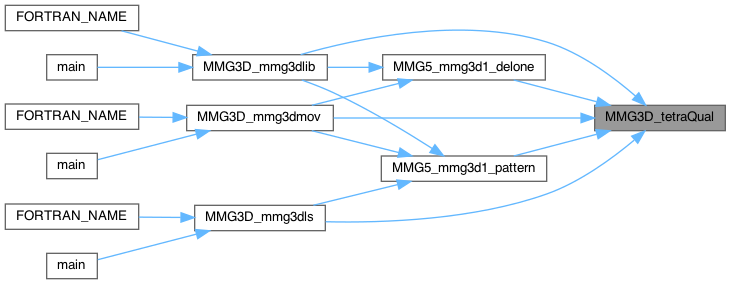 FORTRAN_NAME
main
MMG3D_mmg3dlib
MMG5_mmg3d1_delone
FORTRAN_NAME
MMG3D_mmg3dmov
MMG3D_tetraQual
main
MMG5_mmg3d1_pattern
FORTRAN_NAME
MMG3D_mmg3dls
main